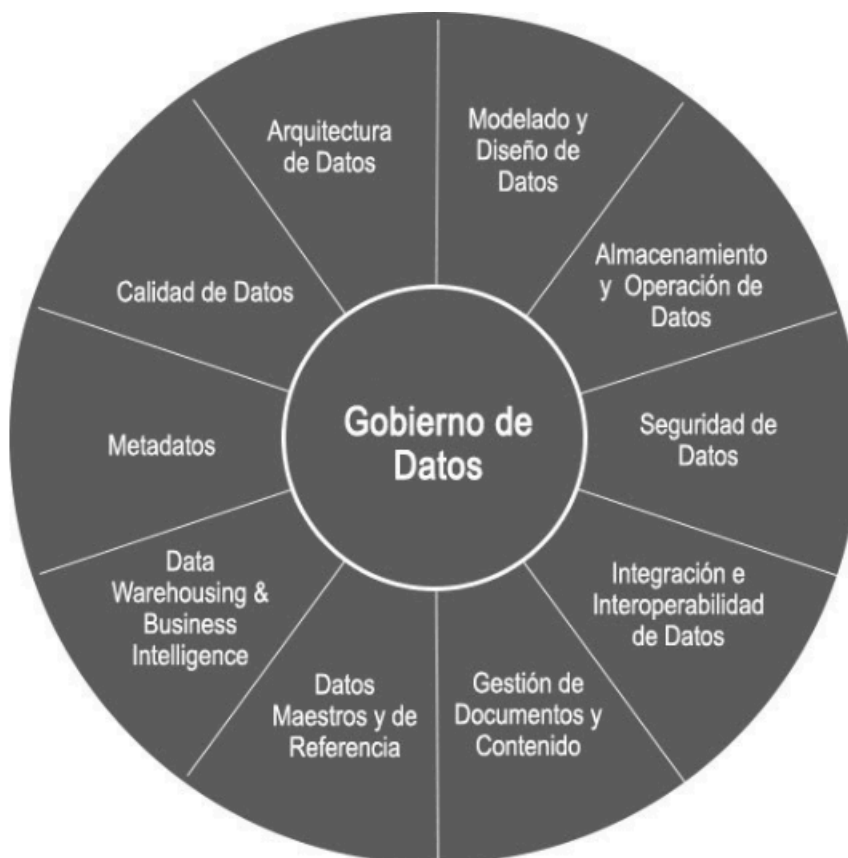 Arquitectura
de Datos
Modelado y
Diseño de
Datos
Almacenamiento
y Operación de
Datos
Calidad de Datos
Gobierno de
Datos
Metadatos
Seguridad de
Datos
Data
Warehousing &
Business
Intelligence
Integración e
Interoperabilidad
de Datos
Datos
Maestros y de
Referencia
Gestión de
Documentos y
Contenido